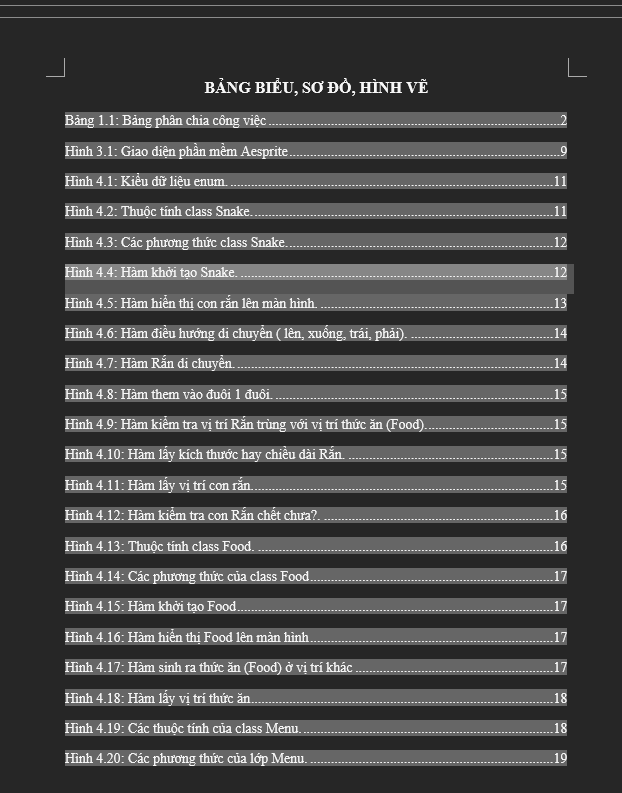 BẢNG BIỂU, SƠ ĐỒ, HÌNH VẼ
Bảng 1.1: Bảng phân chia công việc ........ 2
Hình 3.1: Giao diện phần mềm Aesprite ........ 9
Hình 4.1: Kiểu dữ liệu enum. ........ 11
Hình 4.2: Thuộc tính class Snake. ........ 11
Hình 4.3: Các phương thức class Snake. ........ 12
Hình 4.4: Hàm khởi tạo Snake. ........ 12
Hình 4.5: Hàm hiển thị con rắn lên màn hình. ........ 13
Hình 4.6: Hàm điều hướng di chuyển ( lên, xuống, trái, phải). ........ 14
Hình 4.7: Hàm Rắn di chuyển. ........ 14
Hình 4.8: Hàm them vào đuôi 1 đuôi. ........ 15
Hình 4.9: Hàm kiểm tra vị trí Rắn trùng với vị trí thức ăn (Food). ........ 15
Hình 4.10: Hàm lấy kích thước hay chiều dài Rắn. ........ 15
Hình 4.11: Hàm lấy vị trí con rắn. ........ 15
Hình 4.12: Hàm kiểm tra con Rắn chết chưa?. ........ 16
Hình 4.13: Thuộc tính class Food. ........ 16
Hình 4.14: Các phương thức của class Food ........ 17
Hình 4.15: Hàm khởi tạo Food ........ 17
Hình 4.16: Hàm hiển thị Food lên màn hình ........ 17
Hình 4.17: Hàm sinh ra thức ăn (Food) ở vị trí khác ........ 17
Hình 4.18: Hàm lấy vị trí thức ăn ........ 18
Hình 4.19: Các thuộc tính của class Menu. ........ 18
Hình 4.20: Các phương thức của lớp Menu. ........ 19